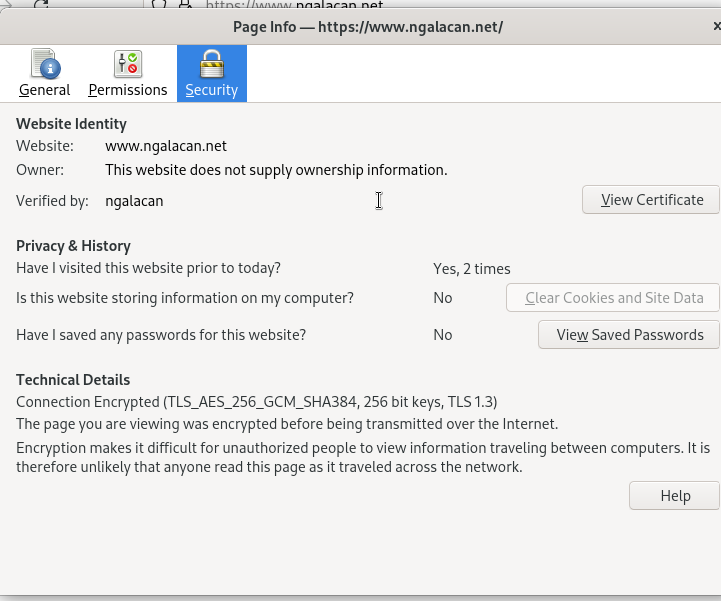 https://www.ngalacan.net
Page Info — https://www.ngalacan.net/
General Permissions Security
Website Identity
Website: www.ngalacan.net
Owner: This website does not supply ownership information.
Verified by: ngalacan View Certificate
Privacy & History
Have I visited this website prior to today? Yes, 2 times
Is this website storing information on my computer? No Clear Cookies and Site Data
Have I saved any passwords for this website? No View Saved Passwords
Technical Details
Connection Encrypted (TLS_AES_256_GCM_SHA384, 256 bit keys, TLS 1.3)
The page you are viewing was encrypted before being transmitted over the Internet.
Encryption makes it difficult for unauthorized people to view information traveling between computers. It is
therefore unlikely that anyone read this page as it traveled across the network.
Help